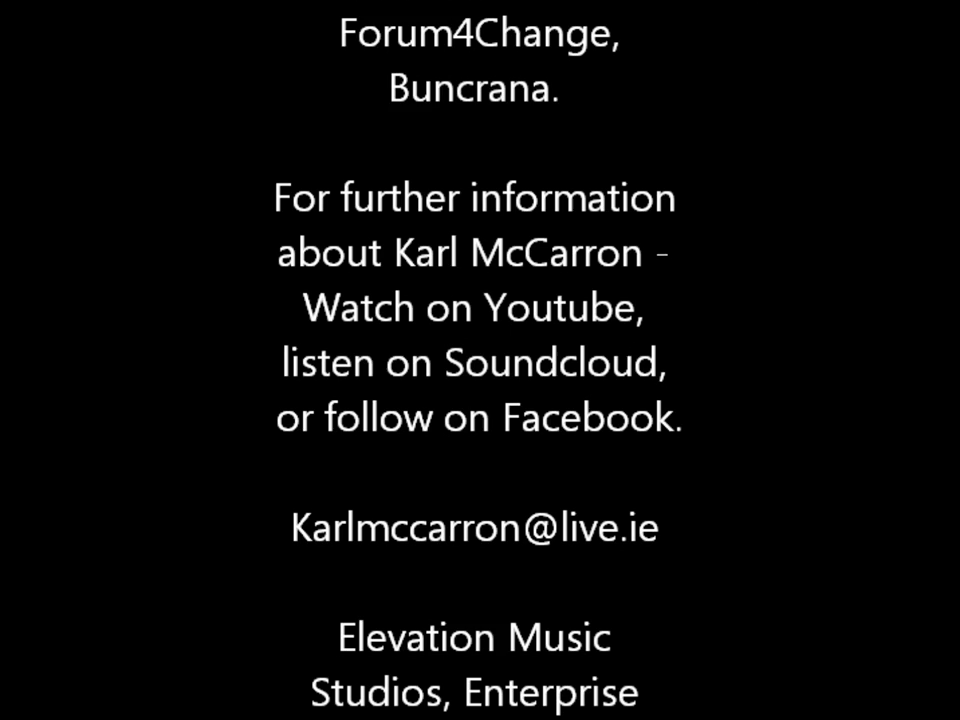 Forum4Change,
Buncrana.
For further information
about Karl McCarron -
Watch on Youtube,
listen on Soundcloud,
or follow on Facebook.
Karlmccarron@live.ie
Elevation Music
Studios, Enterprise